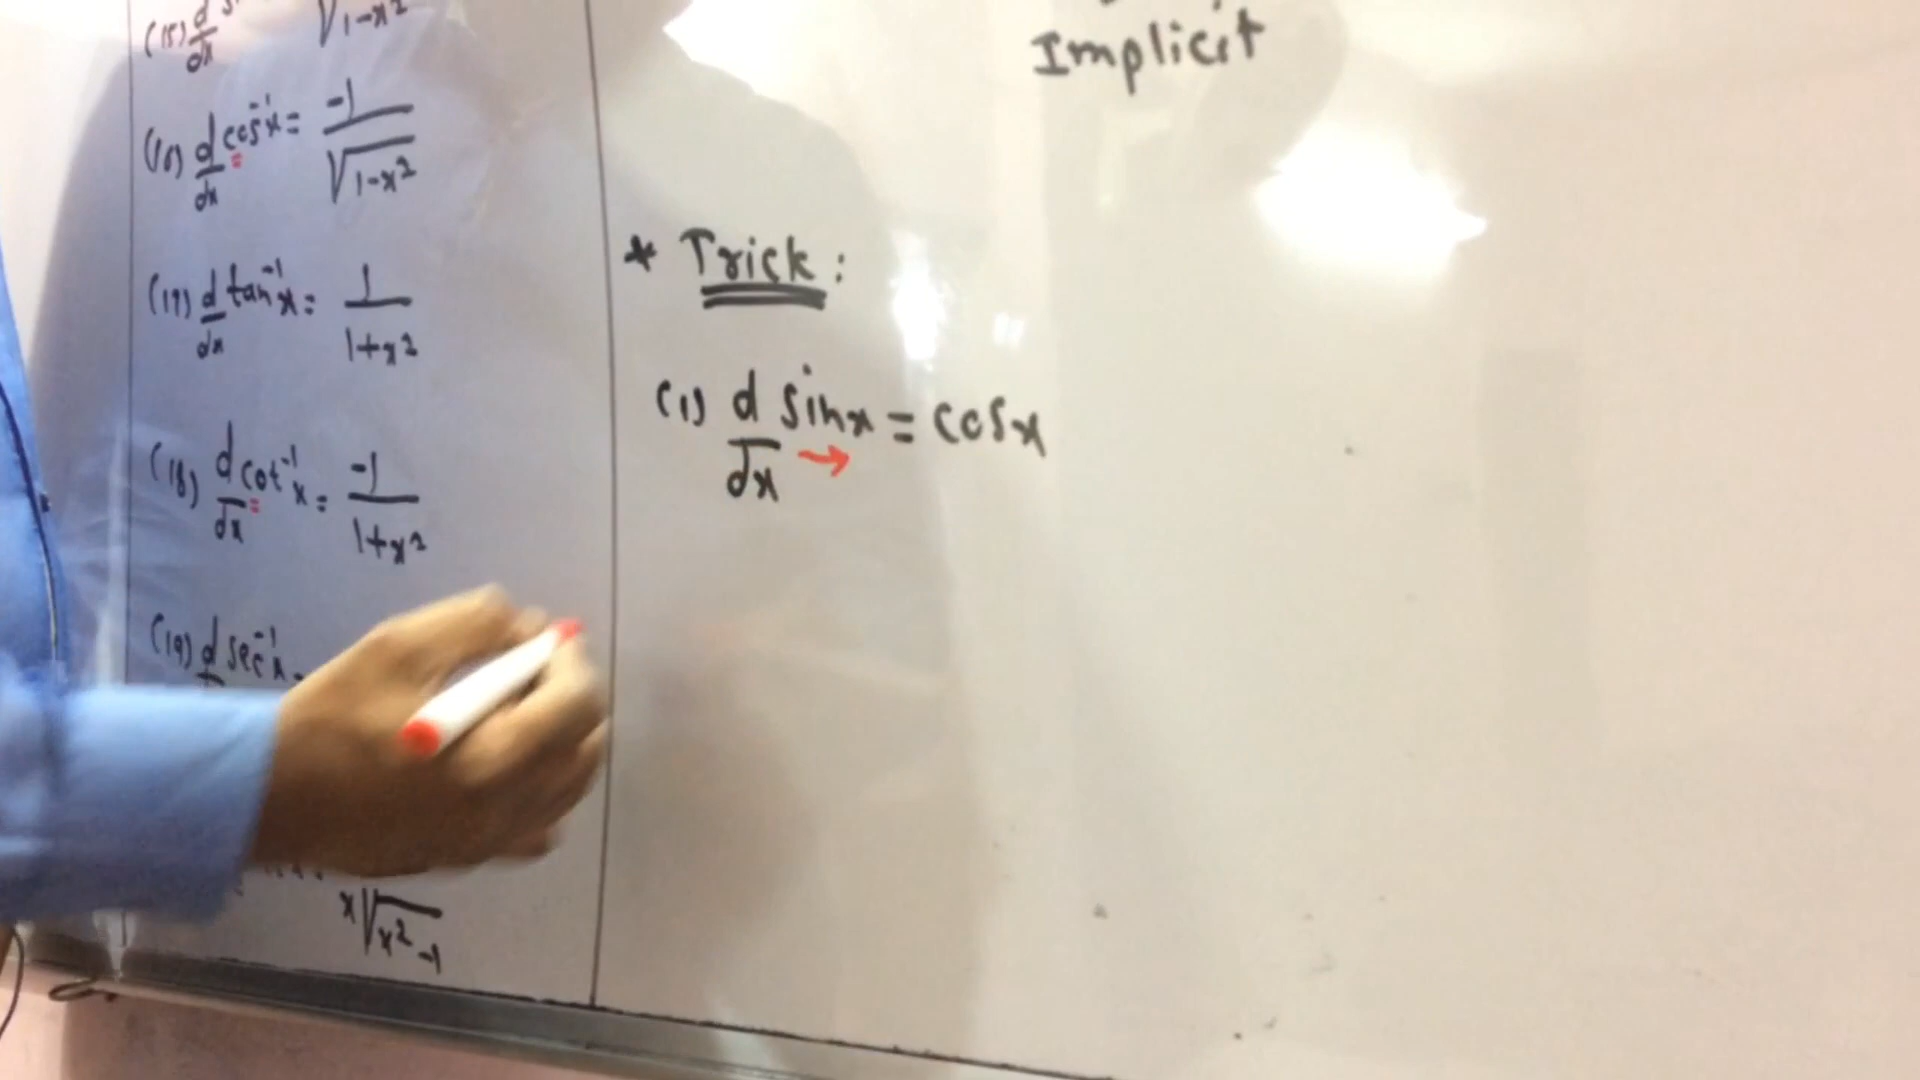 (15) d/dx √1-x²
(16) d/dx cos⁻¹x = -1/√1-x²
(17) d/dx tan⁻¹x = 1/1+x²
(18) d/dx cot⁻¹x = -1/1+x²
(19) d sec⁻¹x
x√x²-1
Implicit
* Trick:
(1) d/dx sinx = cosx